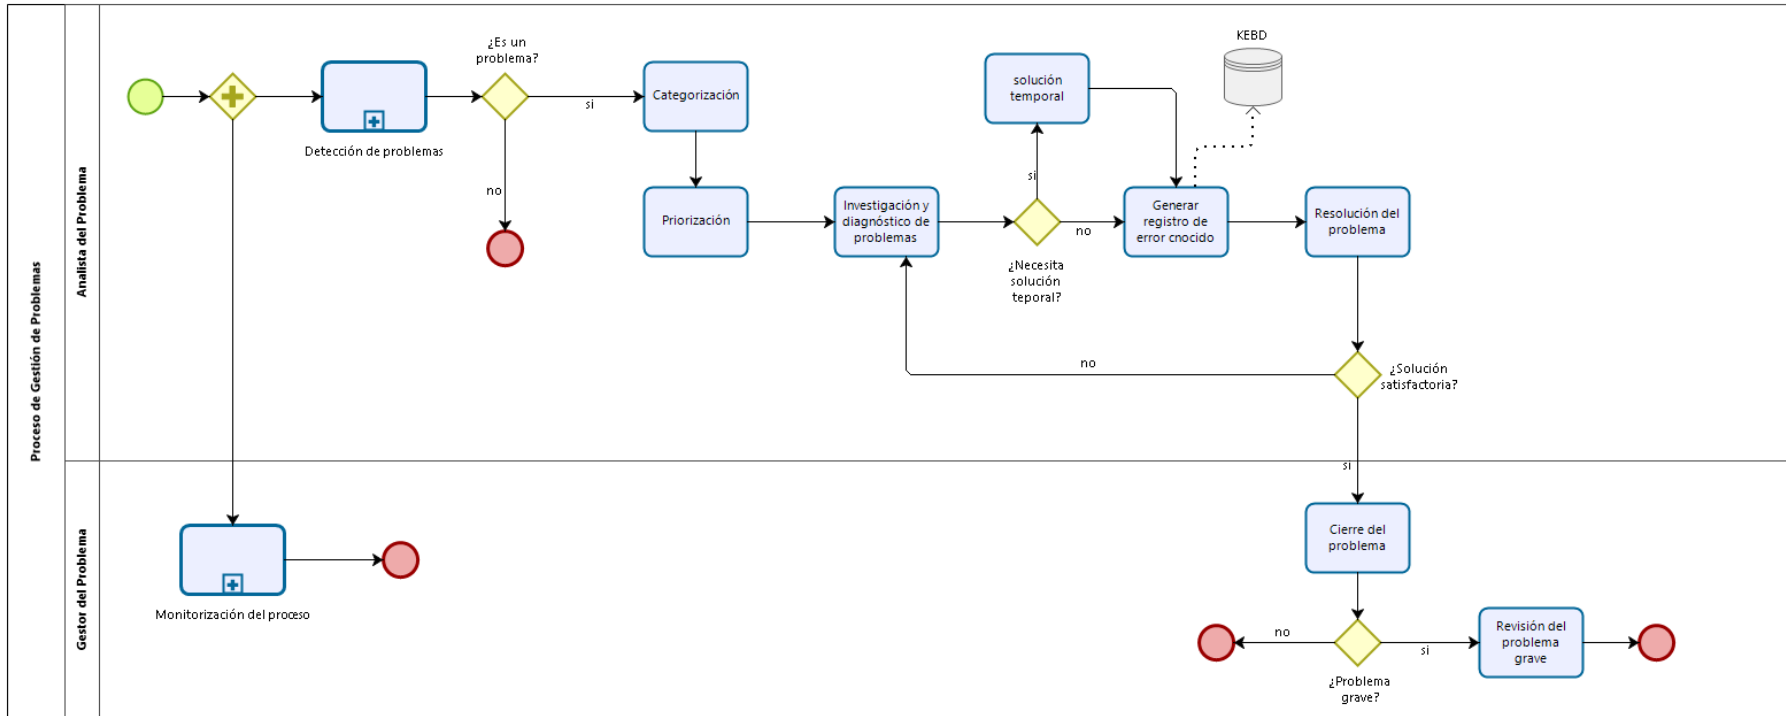 Proceso de Gestión de Problemas
Analista del Problema
¿Es un
problema?
si
no
Detección de problemas
Categorización
Priorización
Investigación y
diagnóstico de
problemas
solución
temporal
si
no
¿Necesita
solución
teporal?
KEBD
Generar
registro de
error cnocido
Resolución del
problema
no
¿Solución
satisfactoria?
si
Gestor del Problema
Monitorización del proceso
Cierre del
problema
no
si
¿Problema
grave?
Revisión del
problema
grave